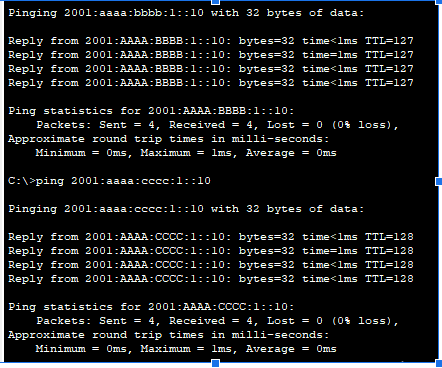 Pinging 2001:aaaa:bbbb:1::10 with 32 bytes of data:
Reply from 2001:AAAA:BBBB:1::10: bytes=32 time<1ms TTL=127
Reply from 2001:AAAA:BBBB:1::10: bytes=32 time=1ms TTL=127
Reply from 2001:AAAA:BBBB:1::10: bytes=32 time<1ms TTL=127
Reply from 2001:AAAA:BBBB:1::10: bytes=32 time<1ms TTL=127
Ping statistics for 2001:AAAA:BBBB:1::10:
Packets: Sent = 4, Received = 4, Lost = 0 (0% loss),
Approximate round trip times in milli-seconds:
Minimum = 0ms, Maximum = 1ms, Average = 0ms
C:\>ping 2001:aaaa:cccc:1::10
Pinging 2001:aaaa:cccc:1::10 with 32 bytes of data:
Reply from 2001:AAAA:CCCC:1::10: bytes=32 time<1ms TTL=128
Reply from 2001:AAAA:CCCC:1::10: bytes=32 time=1ms TTL=128
Reply from 2001:AAAA:CCCC:1::10: bytes=32 time<1ms TTL=128
Reply from 2001:AAAA:CCCC:1::10: bytes=32 time<1ms TTL=128
Ping statistics for 2001:AAAA:CCCC:1::10:
Packets: Sent = 4, Received = 4, Lost = 0 (0% loss),
Approximate round trip times in milli-seconds:
Minimum = 0ms, Maximum = 1ms, Average = 0ms